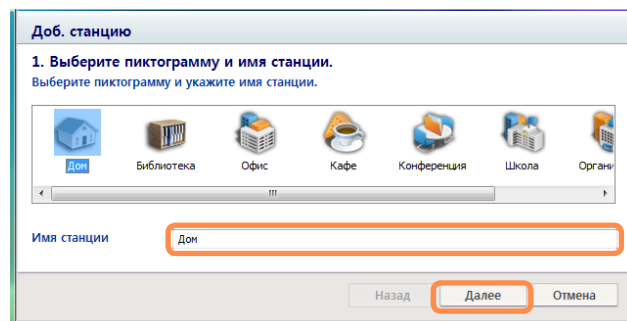 Доб. станцию
1. Выберите пиктограмму и имя станции.
Выберите пиктограмму и укажите имя станции.
Дом Библиотека Офис Кафе Конференция Школа Органи
Имя станции Дом
Назад Далее Отмена